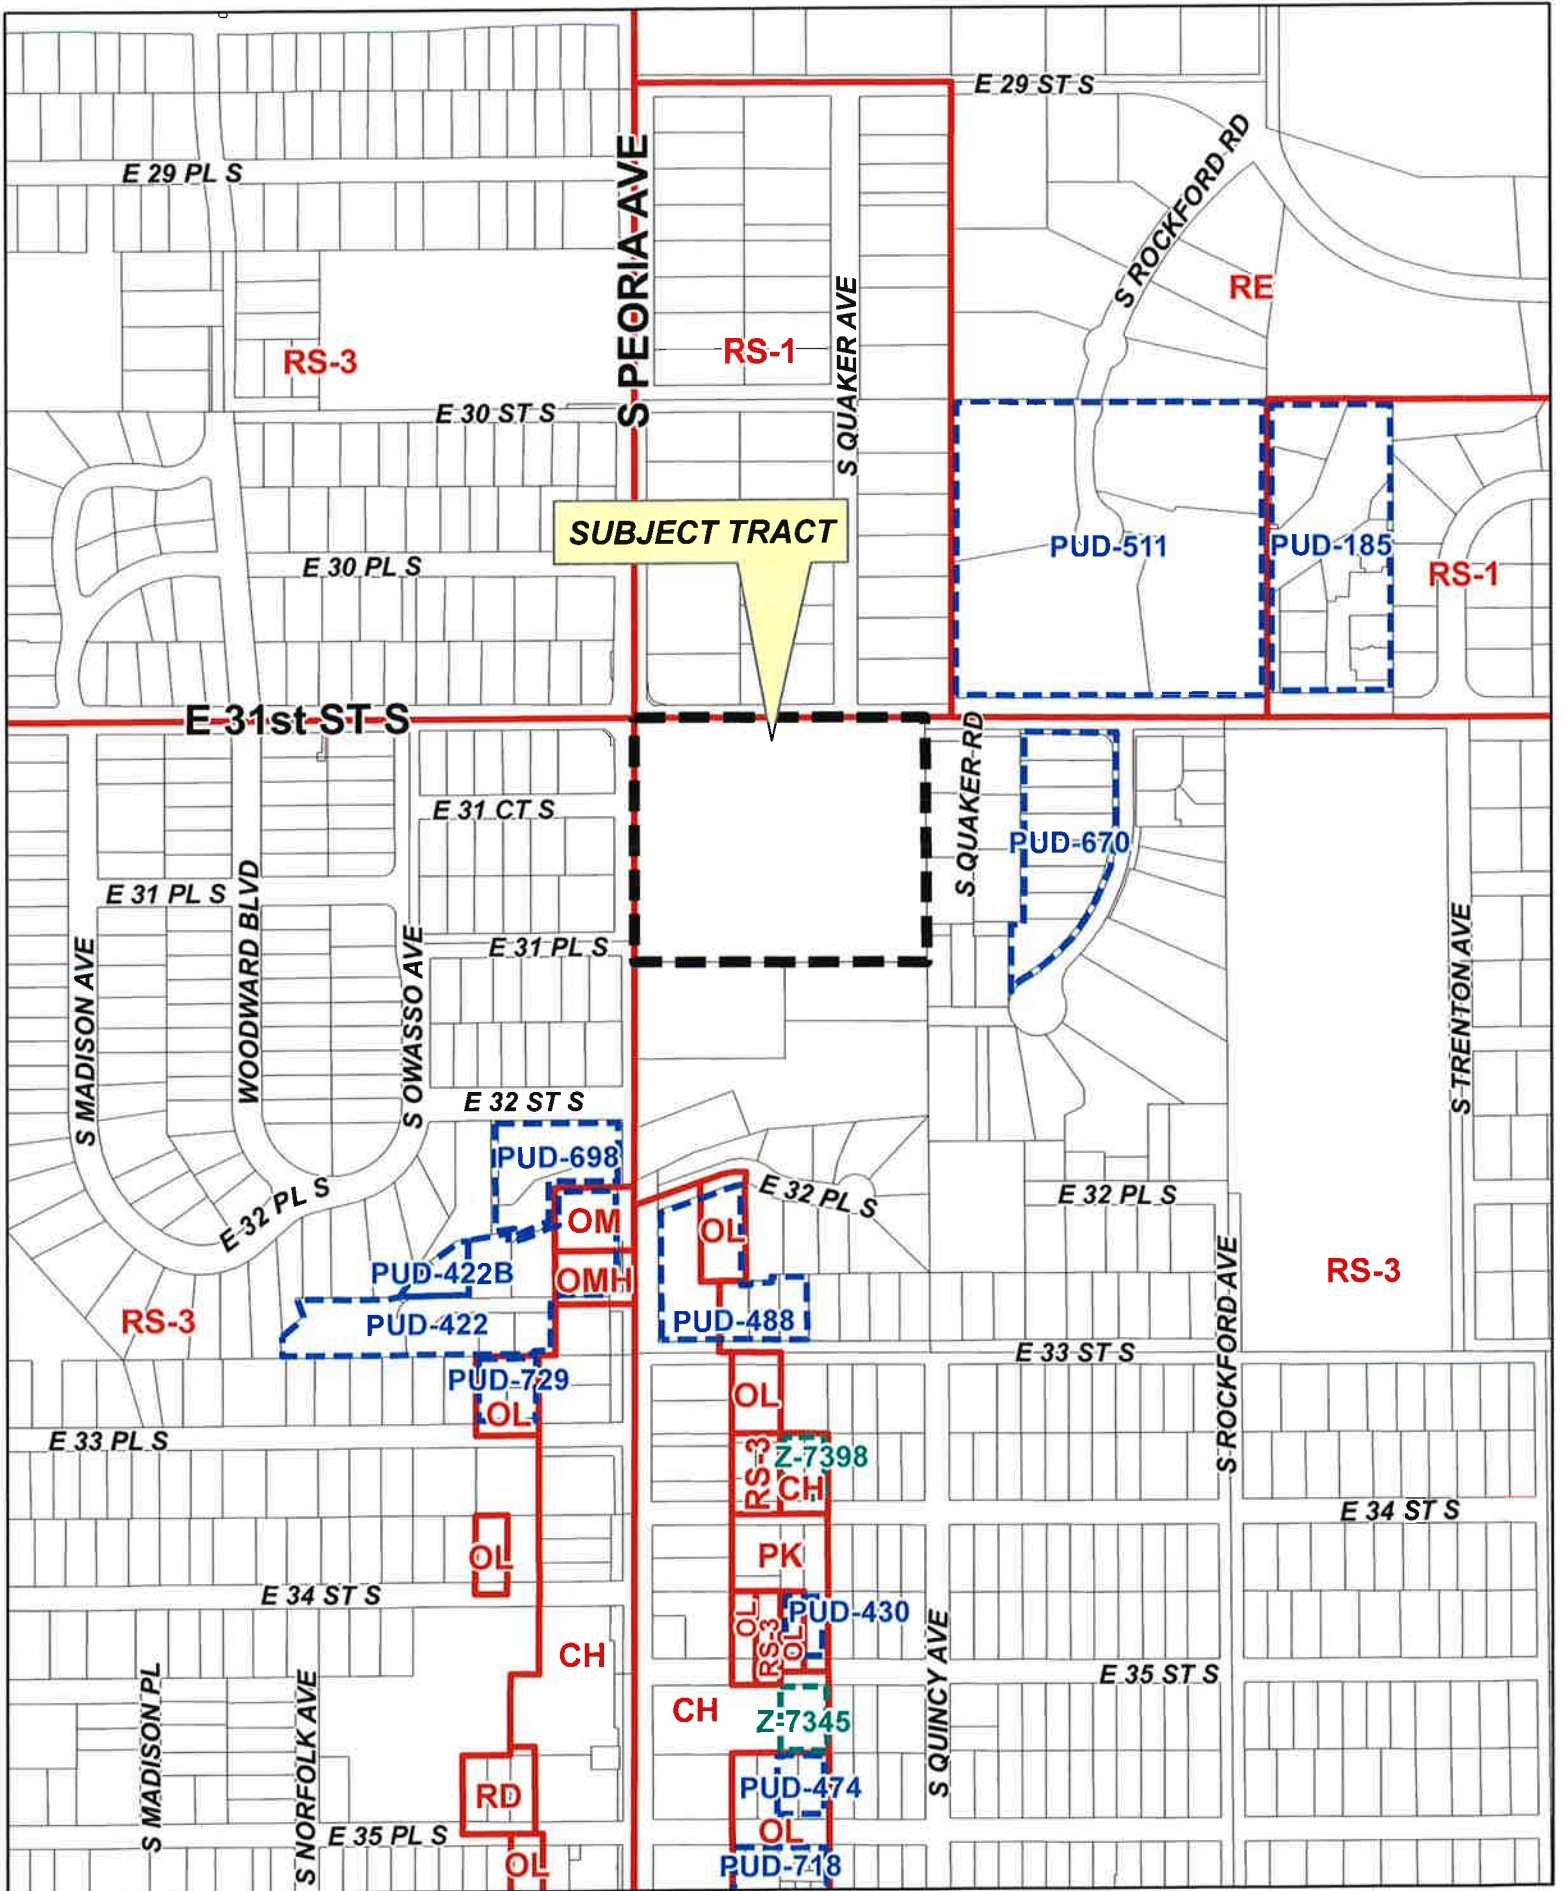 E 29 ST S
E 29 PL S
S PEORIA AVE
S ROCKFORD RD
RE
S QUAKER AVE
RS-3
RS-1
E 30 ST S
SUBJECT TRACT
PUD-511
PUD-185
RS-1
E 30 PL S
E 31st ST S
E 31 CT S
S QUAKER RD
PUD-670
E 31 PL S
WOODWARD BLVD
E 31 PL S
S MADISON AVE
S OWASSO AVE
S TRENTON AVE
E 32 ST S
PUD-698
E 32 PL S
E 32 PL S
E 32 PL S
OM
OL
PUD-422B
OMH
RS-3
RS-3
PUD-422
PUD-488
S ROCKFORD AVE
E 33 ST S
PUD-729
OL
OL
E 33 PL S
RS-3
Z-7398
CH
E 34 ST S
OL
PK
E 34 ST S
OL
RS-3
OL
PUD-430
CH
S QUINCY AVE
E 35 ST S
CH
Z-7345
S MADISON PL
S NORFOLK AVE
RD
PUD-474
E 35 PL S
OL
OL
PUD-718